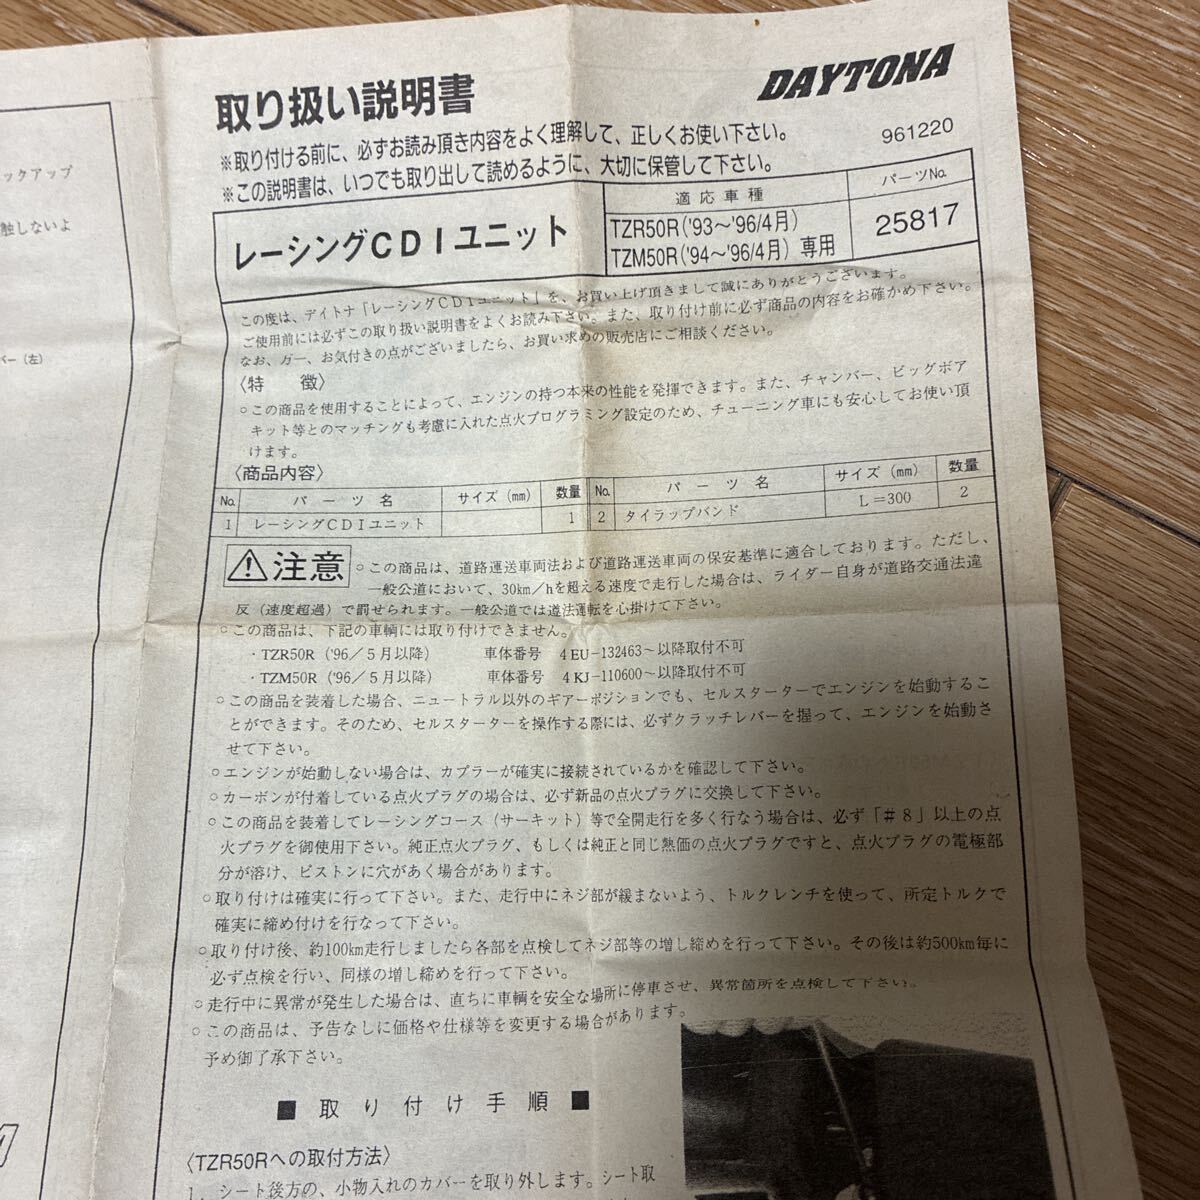 ックアップ
触しないよ
バー（左）
取り扱い説明書
DAYTONA
※取り付ける前に、必ずお読み頂き内容をよく理解して、正しくお使い下さい。
961220
※この説明書は、いつでも取り出して読めるように、大切に保管して下さい。
レーシングCDIユニット
適応車種
パーツNo.
TZR50R('93～'96/4月)
TZM50R('94～'96/4月) 専用
25817
この度は、デイトナ「レーシングCDIユニット」を、お買い上げ頂きまして誠にありがとうございます。
ご使用前には必ずこの取り扱い説明書をよくお読み下さい。また、取り付け前に必ず商品の内容をお確かめ下さい。
なお、万一、お気付きの点がございましたら、お買い求めの販売店にご相談ください。
〈特　徴〉
○この商品を使用することによって、エンジンの持つ本来の性能を発揮できます。また、チャンバー、ビッグボア
キット等とのマッチングも考慮に入れた点火プログラミング設定のため、チューニング車にも安心してお使い頂
けます。
〈商品内容〉
No. パーツ名 サイズ（mm） 数量 No. パーツ名 サイズ（mm） 数量
1 レーシングCDIユニット 1 2 タイラップバンド L＝300 2
注意 ○この商品は、道路運送車両法および道路運送車両の保安基準に適合しております。ただし、
一般公道において、30km／hを超える速度で走行した場合は、ライダー自身が道路交通法違
反（速度超過）で罰せられます。一般公道では遵法運転を心掛けて下さい。
○この商品は、下記の車輌には取り付けできません。
・TZR50R（'96／5月以降） 車体番号 4EU-132463～以降取付不可
・TZM50R（'96／5月以降） 車体番号 4KJ-110600～以降取付不可
○この商品を装着した場合、ニュートラル以外のギアーポジションでも、セルスターターでエンジンを始動するこ
とができます。そのため、セルスターターを操作する際には、必ずクラッチレバーを握って、エンジンを始動さ
せて下さい。
○エンジンが始動しない場合は、カプラーが確実に接続されているかを確認して下さい。
○カーボンが付着している点火プラグの場合は、必ず新品の点火プラグに交換して下さい。
○この商品を装着してレーシングコース（サーキット）等で全開走行を多く行なう場合は、必ず「＃8」以上の点
火プラグを御使用下さい。純正点火プラグ、もしくは純正と同じ熱価の点火プラグですと、点火プラグの電極部
分が溶け、ピストンに穴があく場合があります。
○取り付けは確実に行って下さい。また、走行中にネジ部が緩まないよう、トルクレンチを使って、所定トルクで
確実に締め付けを行なって下さい。
○取り付け後、約100km走行しましたら各部を点検してネジ部等の増し締めを行って下さい。その後は約500km毎に
必ず点検を行い、同様の増し締めを行って下さい。
○走行中に異常が発生した場合は、直ちに車輌を安全な場所に停車させ、異常箇所を点検して下さい。
○この商品は、予告なしに価格や仕様等を変更する場合があります。
予め御了承下さい。
■ 取り付け手順 ■
〈TZR50Rへの取付方法〉
1．シート後方の、小物入れのカバーを取り外します。シート取